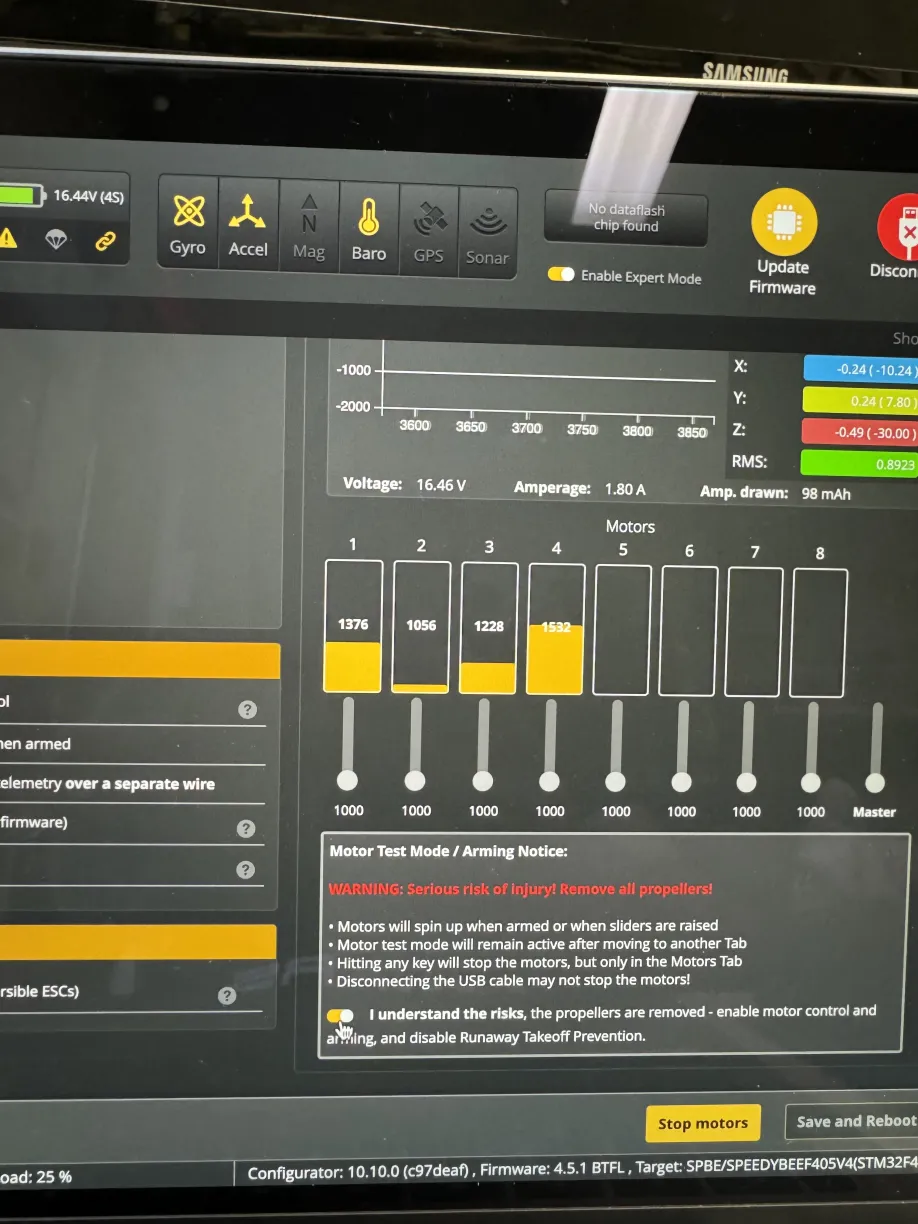 SAMSUNG
16.44V (4S)
Gyro
Accel
N
Mag
Baro
GPS
Sonar
No dataflash
chip found
Enable Expert Mode
Update
Firmware
Discon
Sho
-1000
-2000
3600 3650 3700 3750 3800 3850
X: -0.24 ( -10.24)
Y: 0.24 ( 7.80 )
Z: -0.49 ( -30.00 )
RMS: 0.8923
Voltage: 16.46 V Amperage: 1.80 A Amp. drawn: 98 mAh
Motors
1 2 3 4 5 6 7 8
1376 1056 1228 1532
1000 1000 1000 1000 1000 1000 1000 1000 Master
ol
hen armed
elemetry over a separate wire
firmware)
rsible ESCs)
Motor Test Mode / Arming Notice:
WARNING: Serious risk of injury! Remove all propellers!
• Motors will spin up when armed or when sliders are raised
• Motor test mode will remain active after moving to another Tab
• Hitting any key will stop the motors, but only in the Motors Tab
• Disconnecting the USB cable may not stop the motors!
I understand the risks, the propellers are removed - enable motor control and
arming, and disable Runaway Takeoff Prevention.
Stop motors
Save and Reboot
oad: 25 %
Configurator: 10.10.0 (c97deaf) , Firmware: 4.5.1 BTFL , Target: SPBE/SPEEDYBEEF405V4(STM32F4